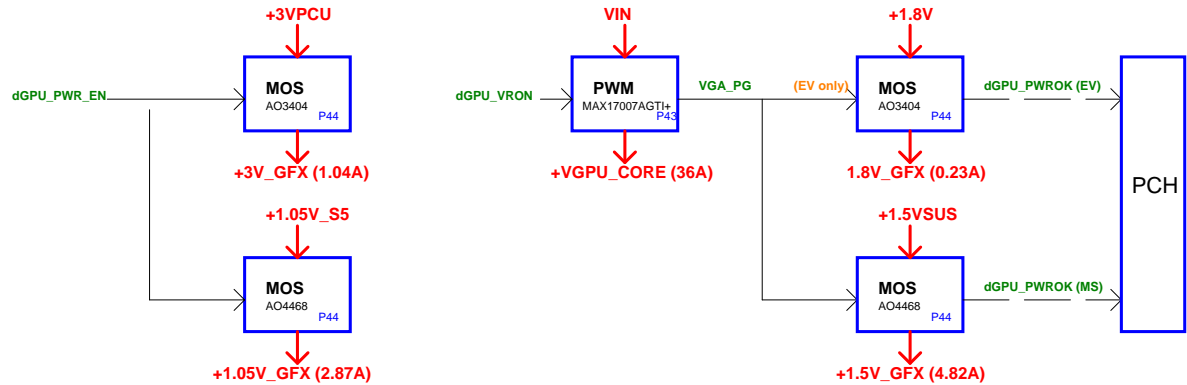 +3VPCU
VIN
+1.8V
dGPU_PWR_EN
MOS
AO3404
P44
dGPU_VRON
PWM
MAX17007AGTI+
P43
VGA_PG
(EV only)
MOS
AO3404
P44
dGPU_PWROK (EV)
+3V_GFX (1.04A)
+VGPU_CORE (36A)
1.8V_GFX (0.23A)
PCH
+1.05V_S5
+1.5VSUS
MOS
AO4468
P44
MOS
AO4468
P44
dGPU_PWROK (MS)
+1.05V_GFX (2.87A)
+1.5V_GFX (4.82A)